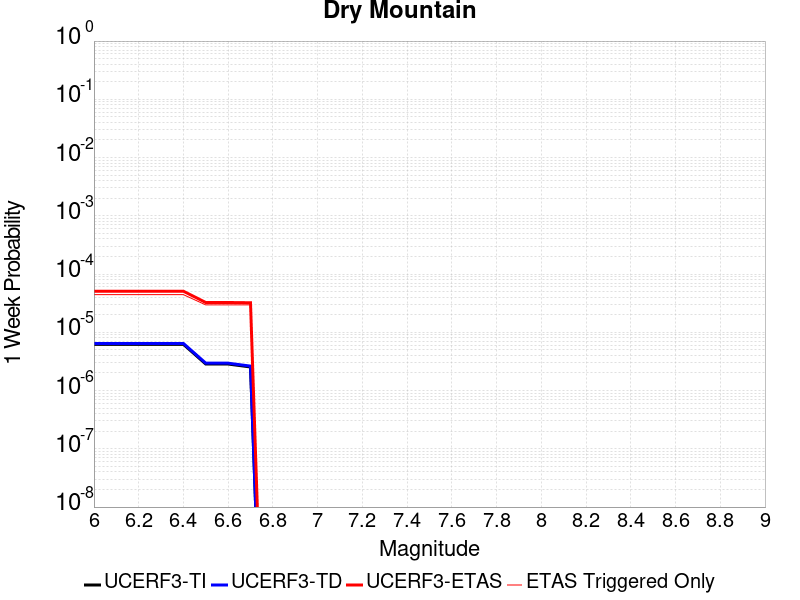 Dry Mountain
1 Week Probability
10^0
10^-1
10^-2
10^-3
10^-4
10^-5
10^-6
10^-7
10^-8
6 6.2 6.4 6.6 6.8 7 7.2 7.4 7.6 7.8 8 8.2 8.4 8.6 8.8 9
Magnitude
UCERF3-TI UCERF3-TD UCERF3-ETAS ETAS Triggered Only